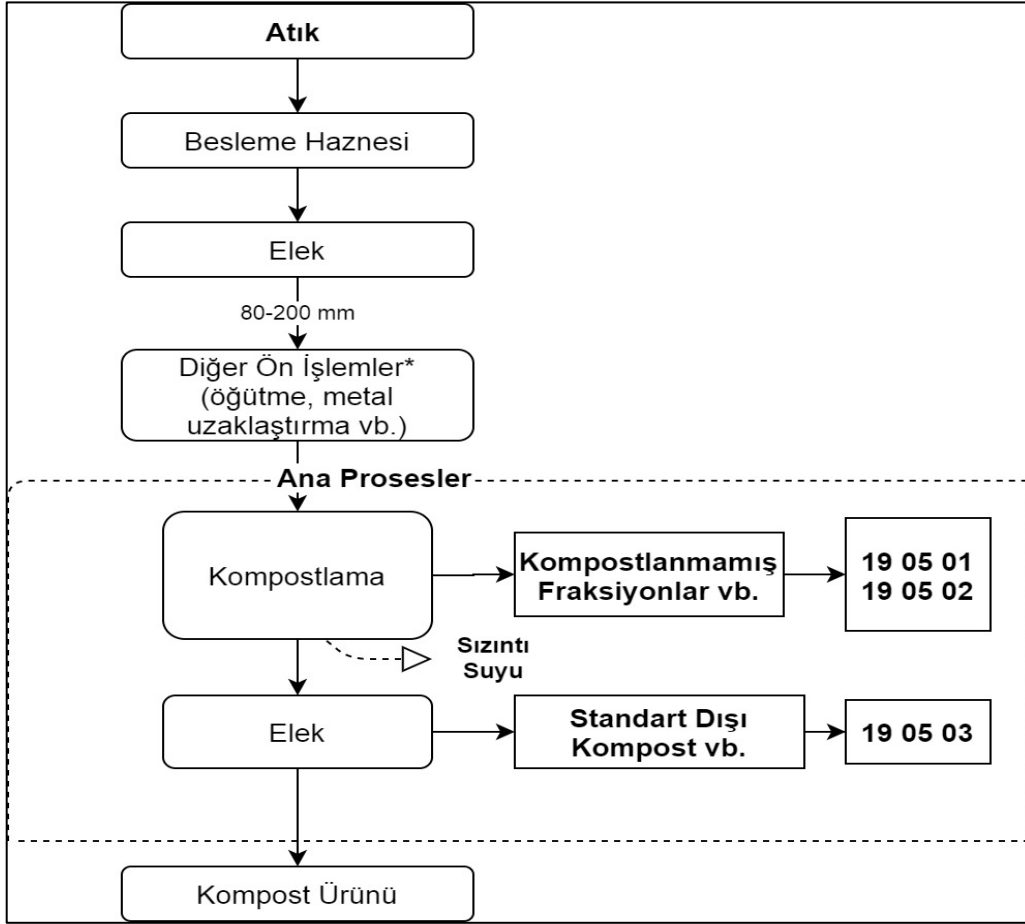 Atık
Besleme Haznesi
Elek
80-200 mm
Diğer Ön İşlemler*
(öğütme, metal
uzaklaştırma vb.)
Ana Prosesler
Kompostlama
Kompostlanmamış
Fraksiyonlar vb.
19 05 01
19 05 02
Sızıntı
Suyu
Elek
Standart Dışı
Kompost vb.
19 05 03
Kompost Ürünü